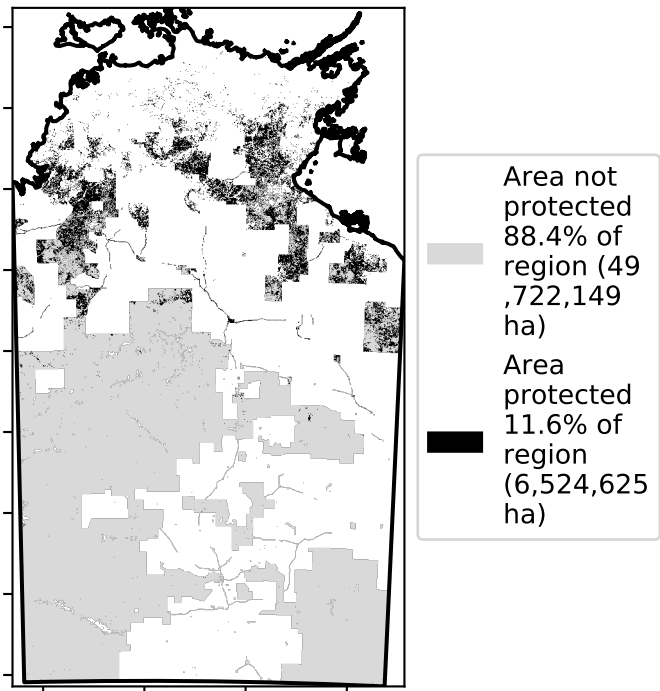 Area not
protected
88.4% of
region (49
,722,149
ha)
Area
protected
11.6% of
region
(6,524,625
ha)